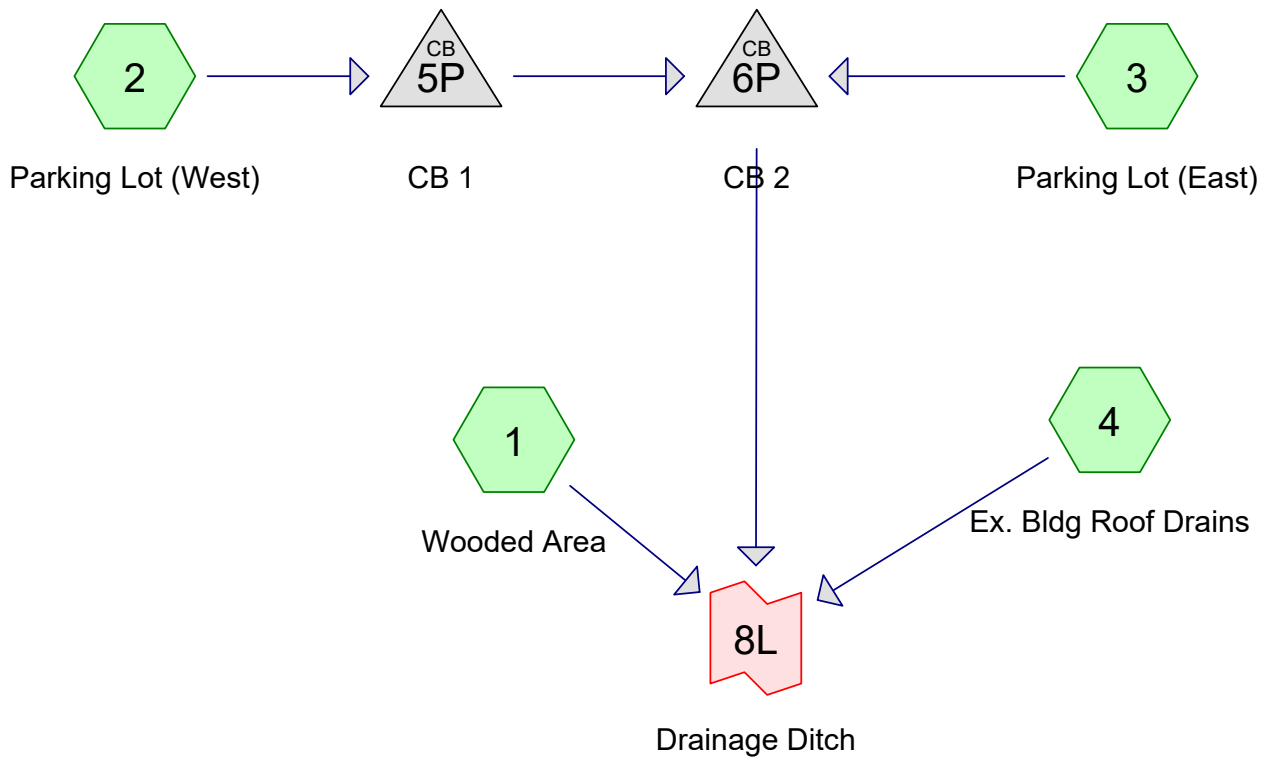 2
CB
5P
CB
6P
3
Parking Lot (West)
CB 1
CB 2
Parking Lot (East)
1
4
Wooded Area
Ex. Bldg Roof Drains
8L
Drainage Ditch